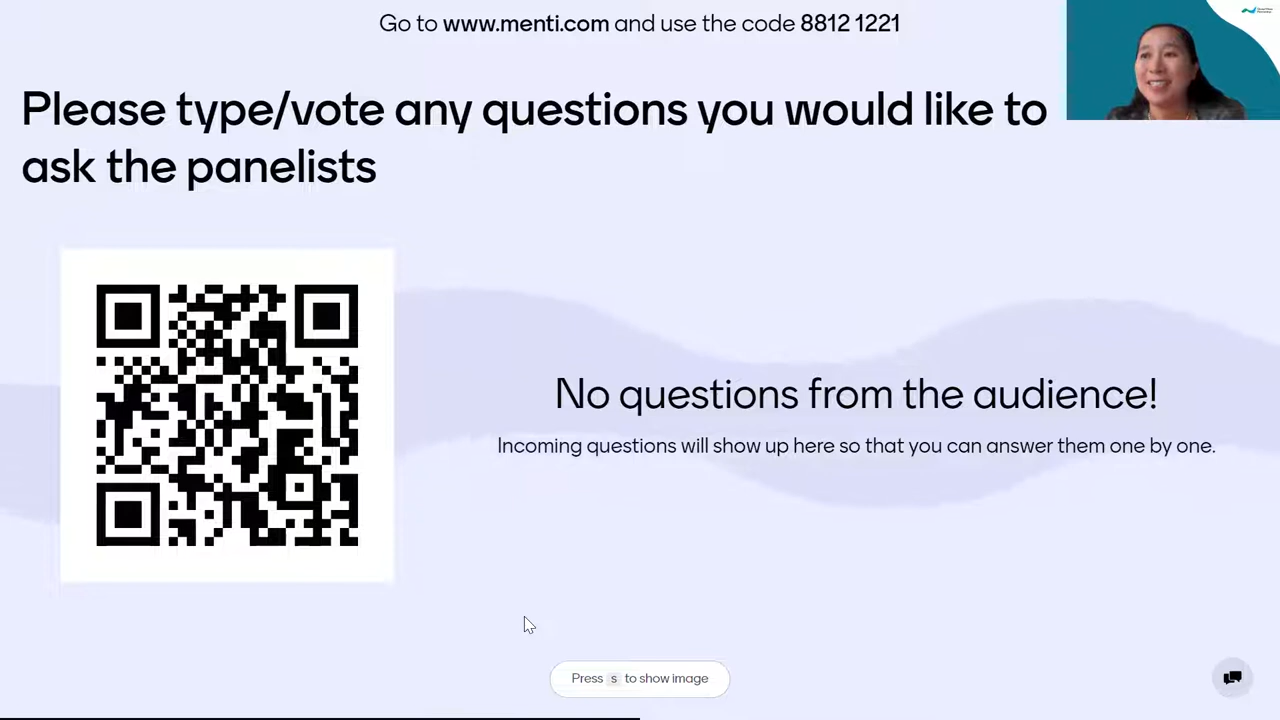 Go to www.menti.com and use the code 8812 1221
Please type/vote any questions you would like to
ask the panelists
No questions from the audience!
Incoming questions will show up here so that you can answer them one by one.
Press s to show image